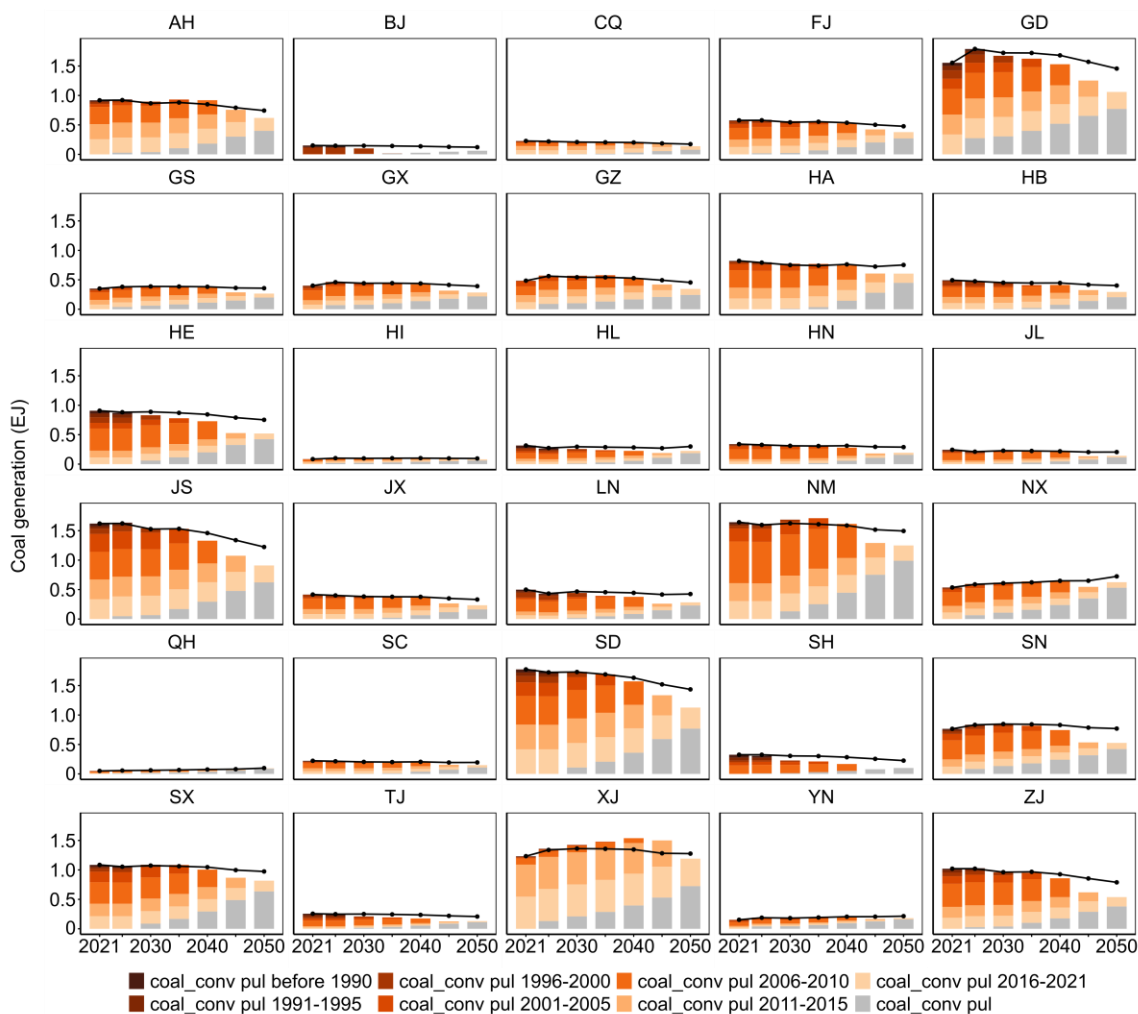 AH BJ CQ FJ GD
1.5
1.0
0.5
0
GS GX GZ HA HB
1.5
1.0
0.5
0
HE HI HL HN JL
1.5
1.0
0.5
0
JS JX LN NM NX
1.5
1.0
0.5
0
QH SC SD SH SN
1.5
1.0
0.5
0
SX TJ XJ YN ZJ
1.5
1.0
0.5
0
Coal generation (EJ)
2021 2030 2040 2050 2021 2030 2040 2050 2021 2030 2040 2050 2021 2030 2040 2050 2021 2030 2040 2050
coal_conv pul before 1990 coal_conv pul 1996-2000 coal_conv pul 2006-2010 coal_conv pul 2016-2021
coal_conv pul 1991-1995 coal_conv pul 2001-2005 coal_conv pul 2011-2015 coal_conv pul